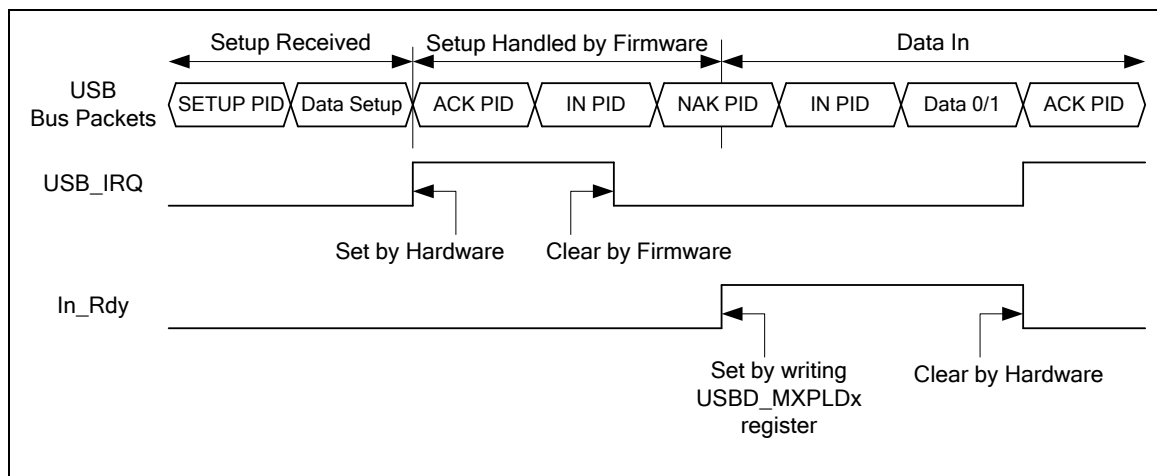 Setup Received
Setup Handled by Firmware
Data In
USB
Bus Packets
SETUP PID
Data Setup
ACK PID
IN PID
NAK PID
IN PID
Data 0/1
ACK PID
USB_IRQ
Set by Hardware
Clear by Firmware
In_Rdy
Set by writing
USBD_MXPLDx
register
Clear by Hardware